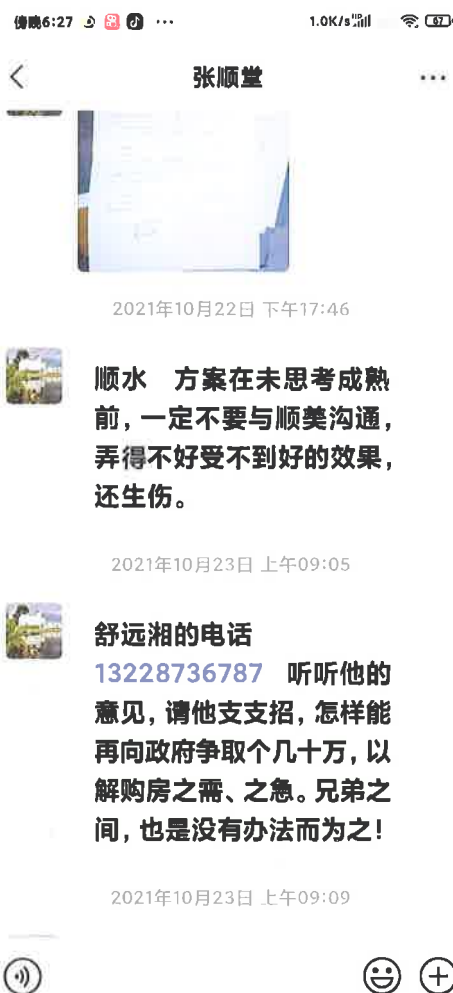 傍晚6:27
1.0K/s
67
张顺堂
2021年10月22日 下午17:46
顺水 方案在未思考成熟
前,一定不要与顺美沟通,
弄得不好受不到好的效果,
还生伤。
2021年10月23日 上午09:05
舒远湘的电话
13228736787 听听他的
意见,请他支支招,怎样能
再向政府争取个几十万,以
解购房之需、之急。兄弟之
间,也是没有办法而为之!
2021年10月23日 上午09:09